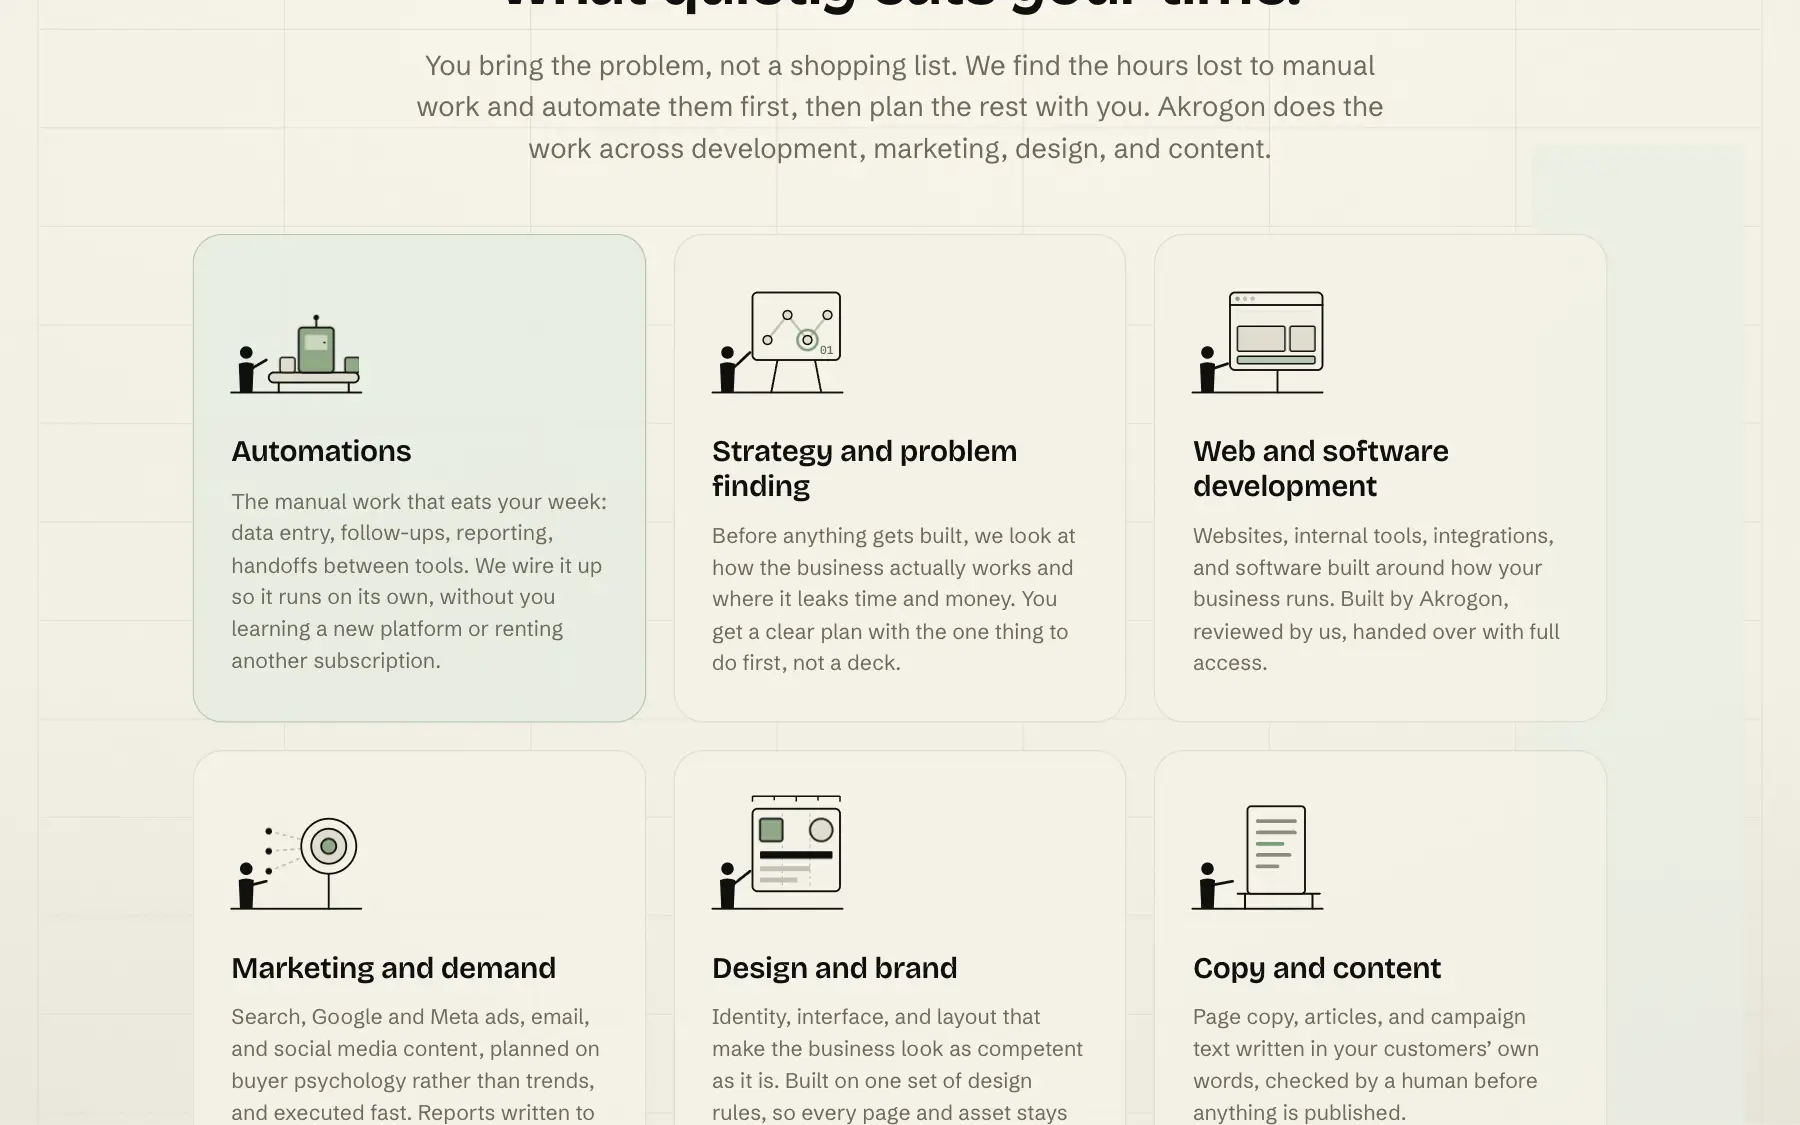 what quietly eats your time.
You bring the problem, not a shopping list. We find the hours lost to manual
work and automate them first, then plan the rest with you. Akrogon does the
work across development, marketing, design, and content.
Automations
The manual work that eats your week:
data entry, follow-ups, reporting,
handoffs between tools. We wire it up
so it runs on its own, without you
learning a new platform or renting
another subscription.
01
Strategy and problem
finding
Before anything gets built, we look at
how the business actually works and
where it leaks time and money. You
get a clear plan with the one thing to
do first, not a deck.
Web and software
development
Websites, internal tools, integrations,
and software built around how your
business runs. Built by Akrogon,
reviewed by us, handed over with full
access.
Marketing and demand
Search, Google and Meta ads, email,
and social media content, planned on
buyer psychology rather than trends,
and executed fast. Reports written to
Design and brand
Identity, interface, and layout that
make the business look as competent
as it is. Built on one set of design
rules, so every page and asset stays
Copy and content
Page copy, articles, and campaign
text written in your customers’ own
words, checked by a human before
anything is published.